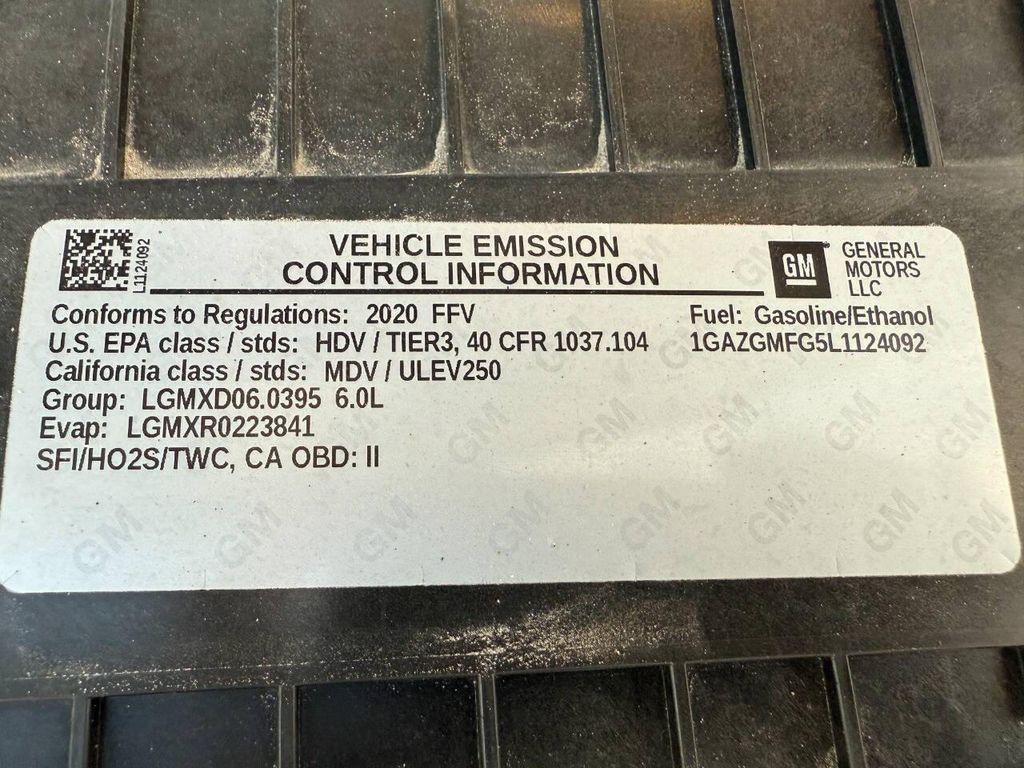 L1124092
VEHICLE EMISSION
CONTROL INFORMATION
GM
GENERAL
MOTORS
LLC
Conforms to Regulations: 2020 FFV
Fuel: Gasoline/Ethanol
U.S. EPA class / stds: HDV / TIER3, 40 CFR 1037.104
1GAZGMFG5L1124092
California class / stds: MDV / ULEV250
Group: LGMXD06.0395 6.0L
Evap: LGMXR0223841
SFI/HO2S/TWC, CA OBD: II